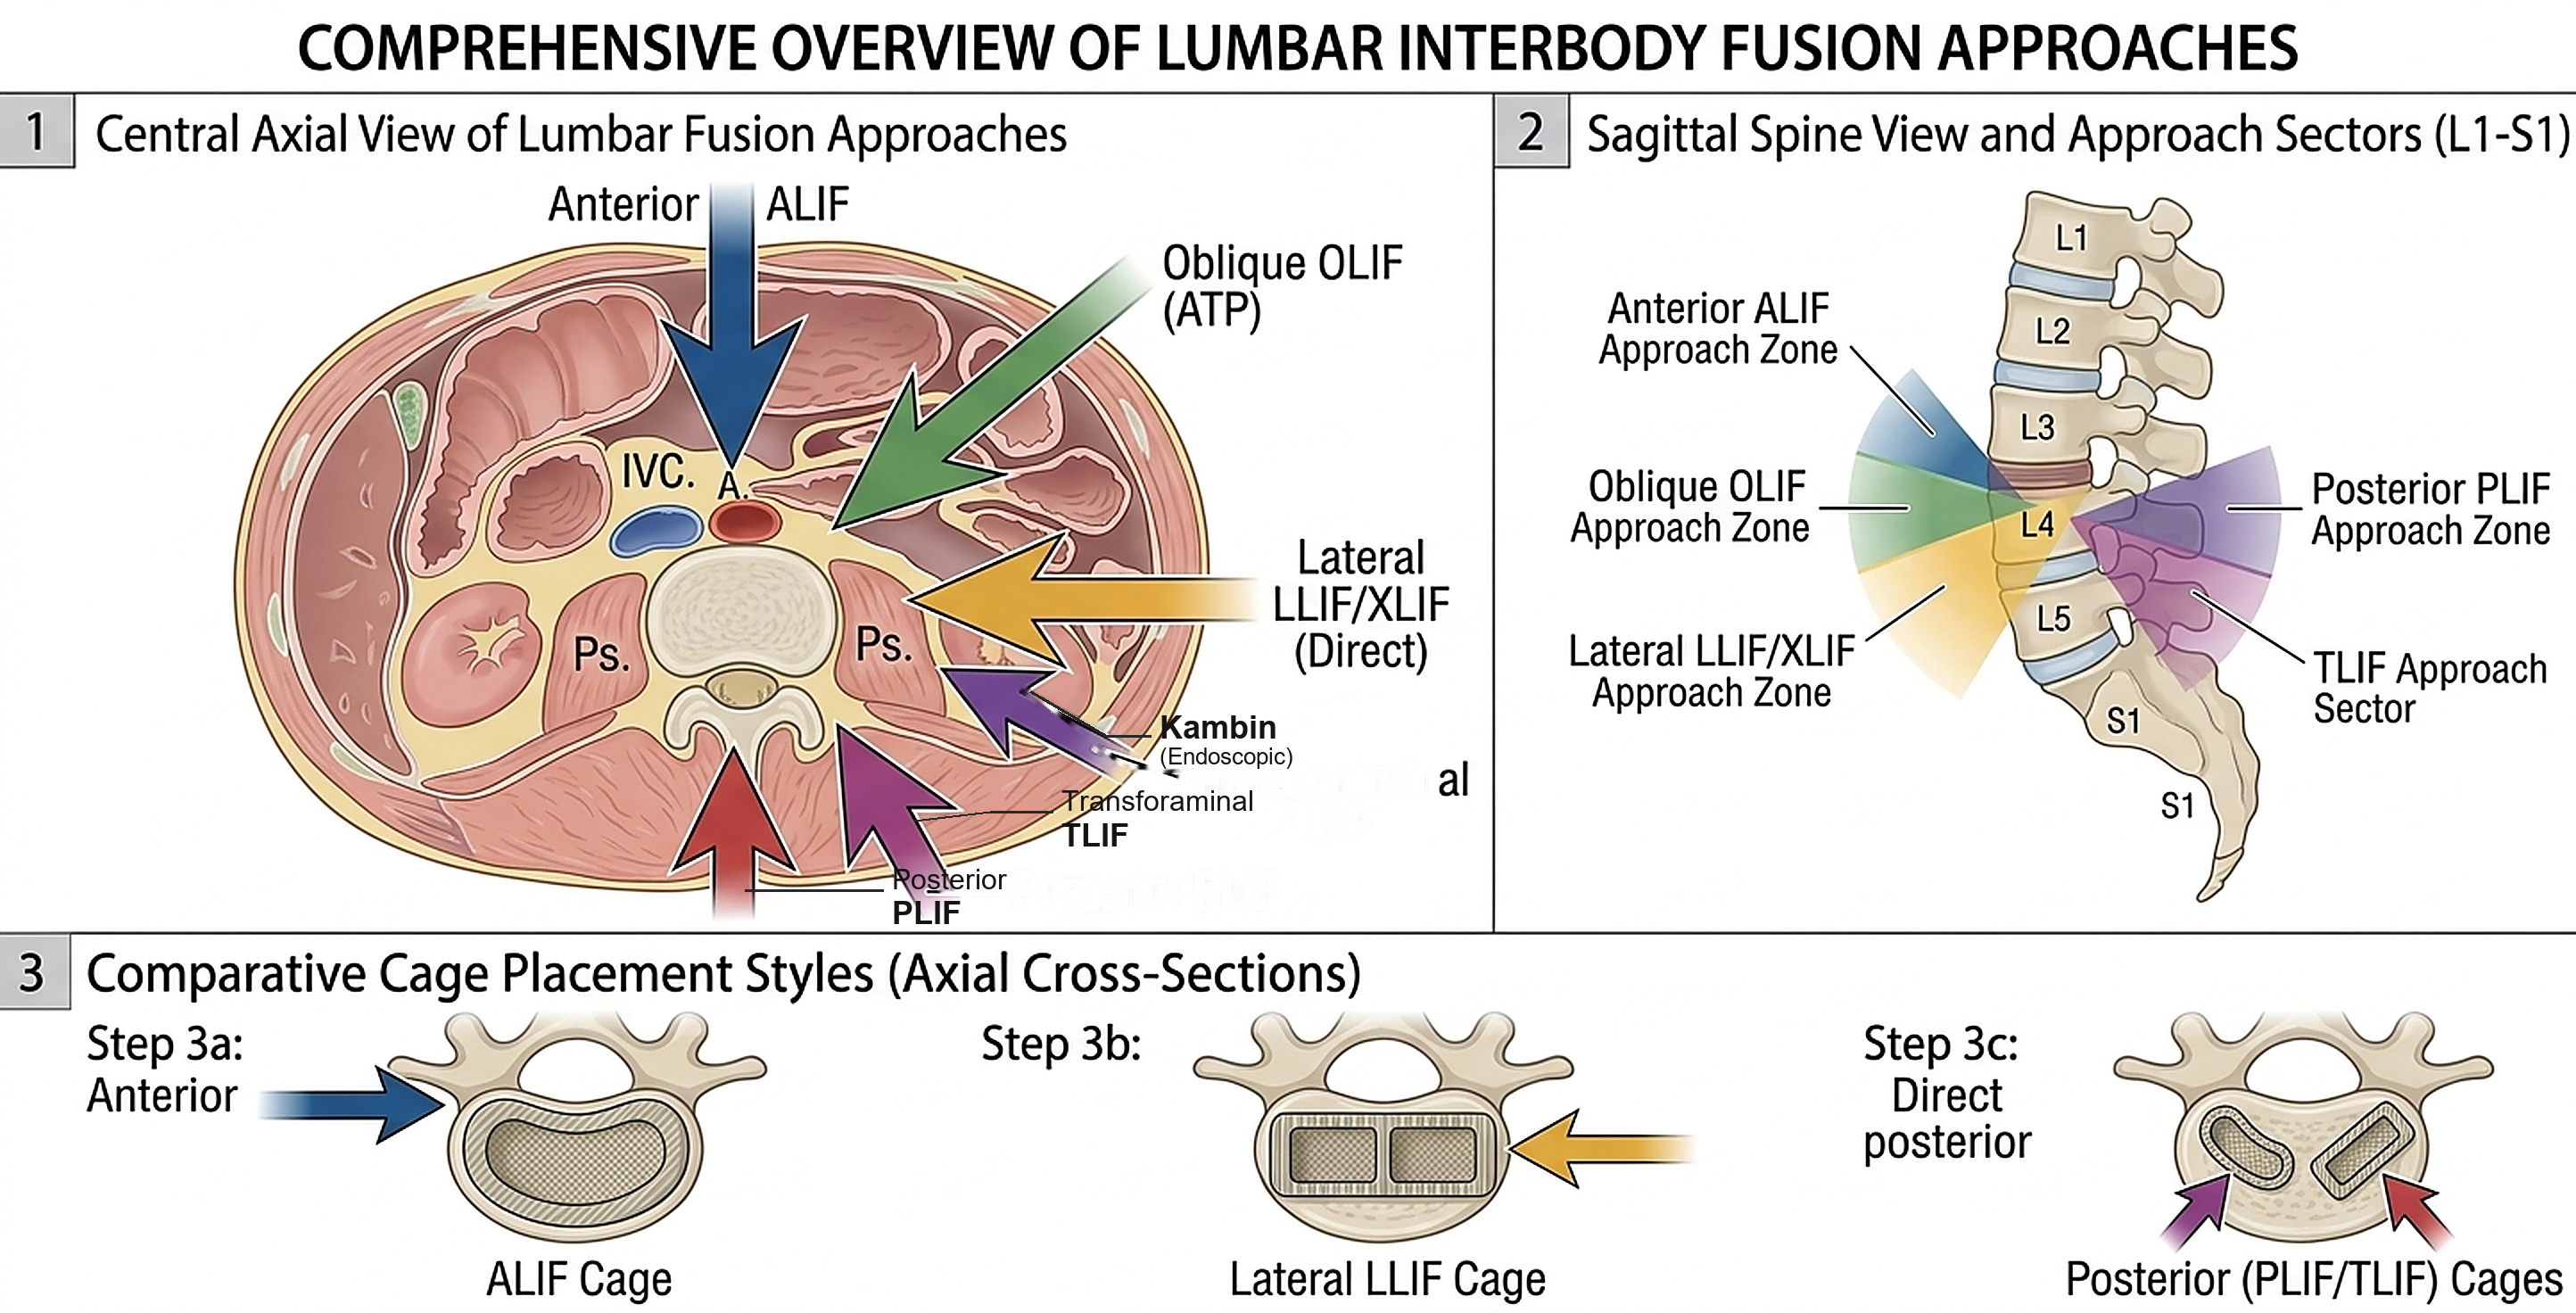 COMPREHENSIVE OVERVIEW OF LUMBAR INTERBODY FUSION APPROACHES
1
Central Axial View of Lumbar Fusion Approaches
Anterior
ALIF
Oblique OLIF
(ATP)
IVC.
A.
Lateral
LLIF/XLIF
(Direct)
Ps.
Ps.
Kambin
(Endoscopic)
al
Transforaminal
TLIF
Posterior
PLIF
2
Sagittal Spine View and Approach Sectors (L1-S1)
L1
L2
L3
L4
L5
S1
S1
Anterior ALIF
Approach Zone
Oblique OLIF
Approach Zone
Lateral LLIF/XLIF
Approach Zone
Posterior PLIF
Approach Zone
TLIF Approach
Sector
3
Comparative Cage Placement Styles (Axial Cross-Sections)
Step 3a:
Anterior
ALIF Cage
Step 3b:
Lateral LLIF Cage
Step 3c:
Direct
posterior
Posterior (PLIF/TLIF) Cages